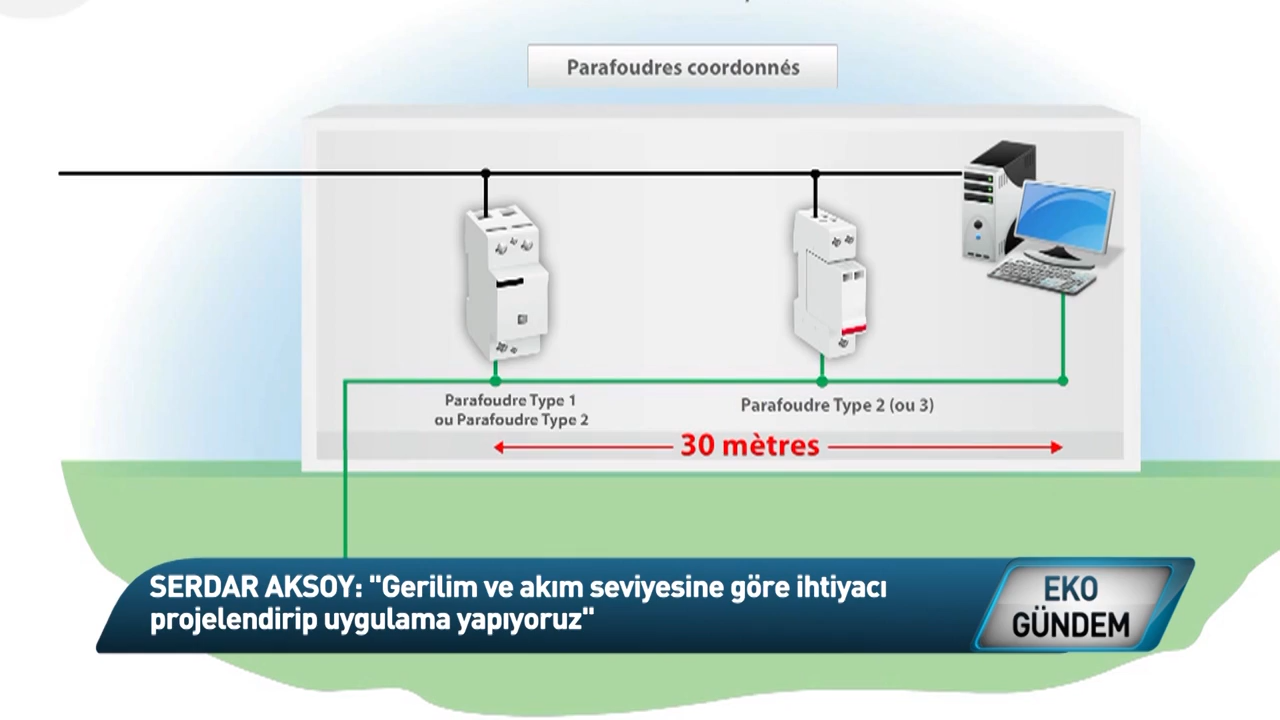 Parafoudres coordonnés
Parafoudre Type 1
ou Parafoudre Type 2
Parafoudre Type 2 (ou 3)
30 mètres
SERDAR AKSOY: "Gerilim ve akım seviyesine göre ihtiyacı
projelendirip uygulama yapıyoruz"
EKO
GÜNDEM